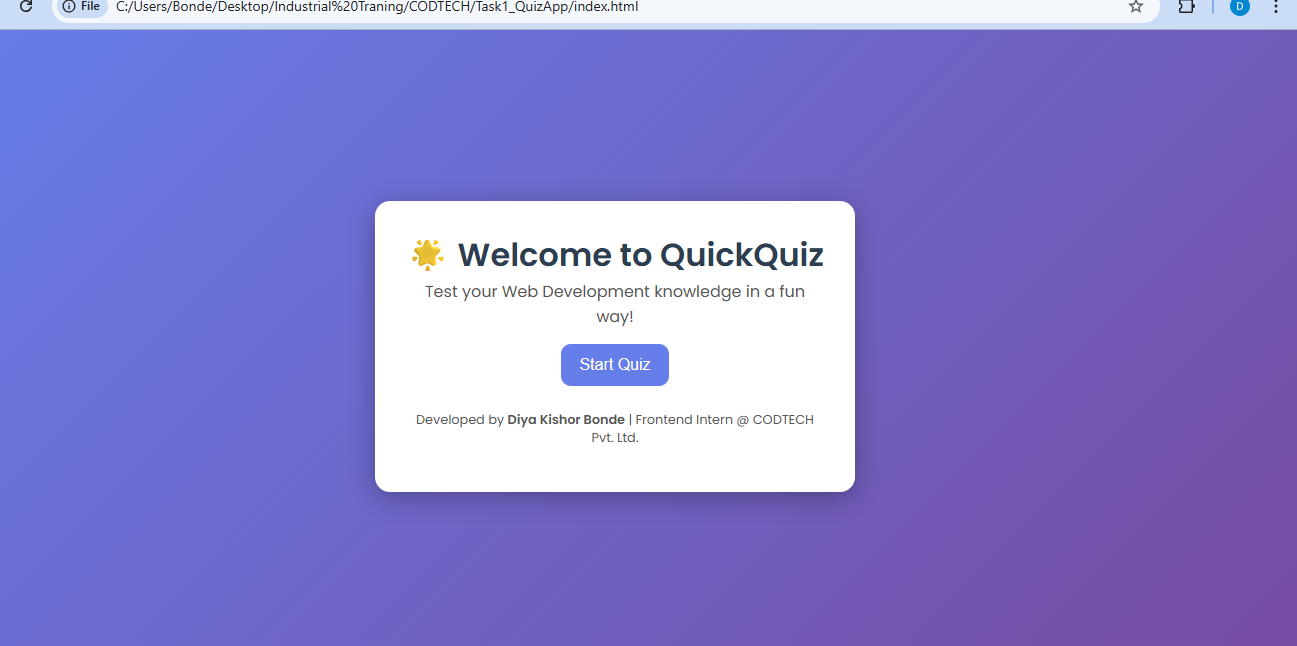 File C:/Users/Bonde/Desktop/Industrial%20Traning/CODTECH/Task1_QuizApp/index.html D
🌟 Welcome to QuickQuiz
Test your Web Development knowledge in a fun
way!
Start Quiz
Developed by Diya Kishor Bonde | Frontend Intern @ CODTECH
Pvt. Ltd.